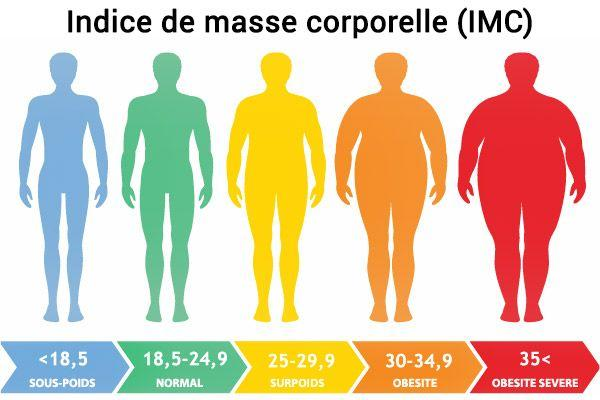 Indice de masse corporelle (IMC)
<18,5
SOUS-POIDS
18,5-24,9
NORMAL
25-29,9
SURPOIDS
30-34,9
OBESITE
35<
OBESITE SEVERE